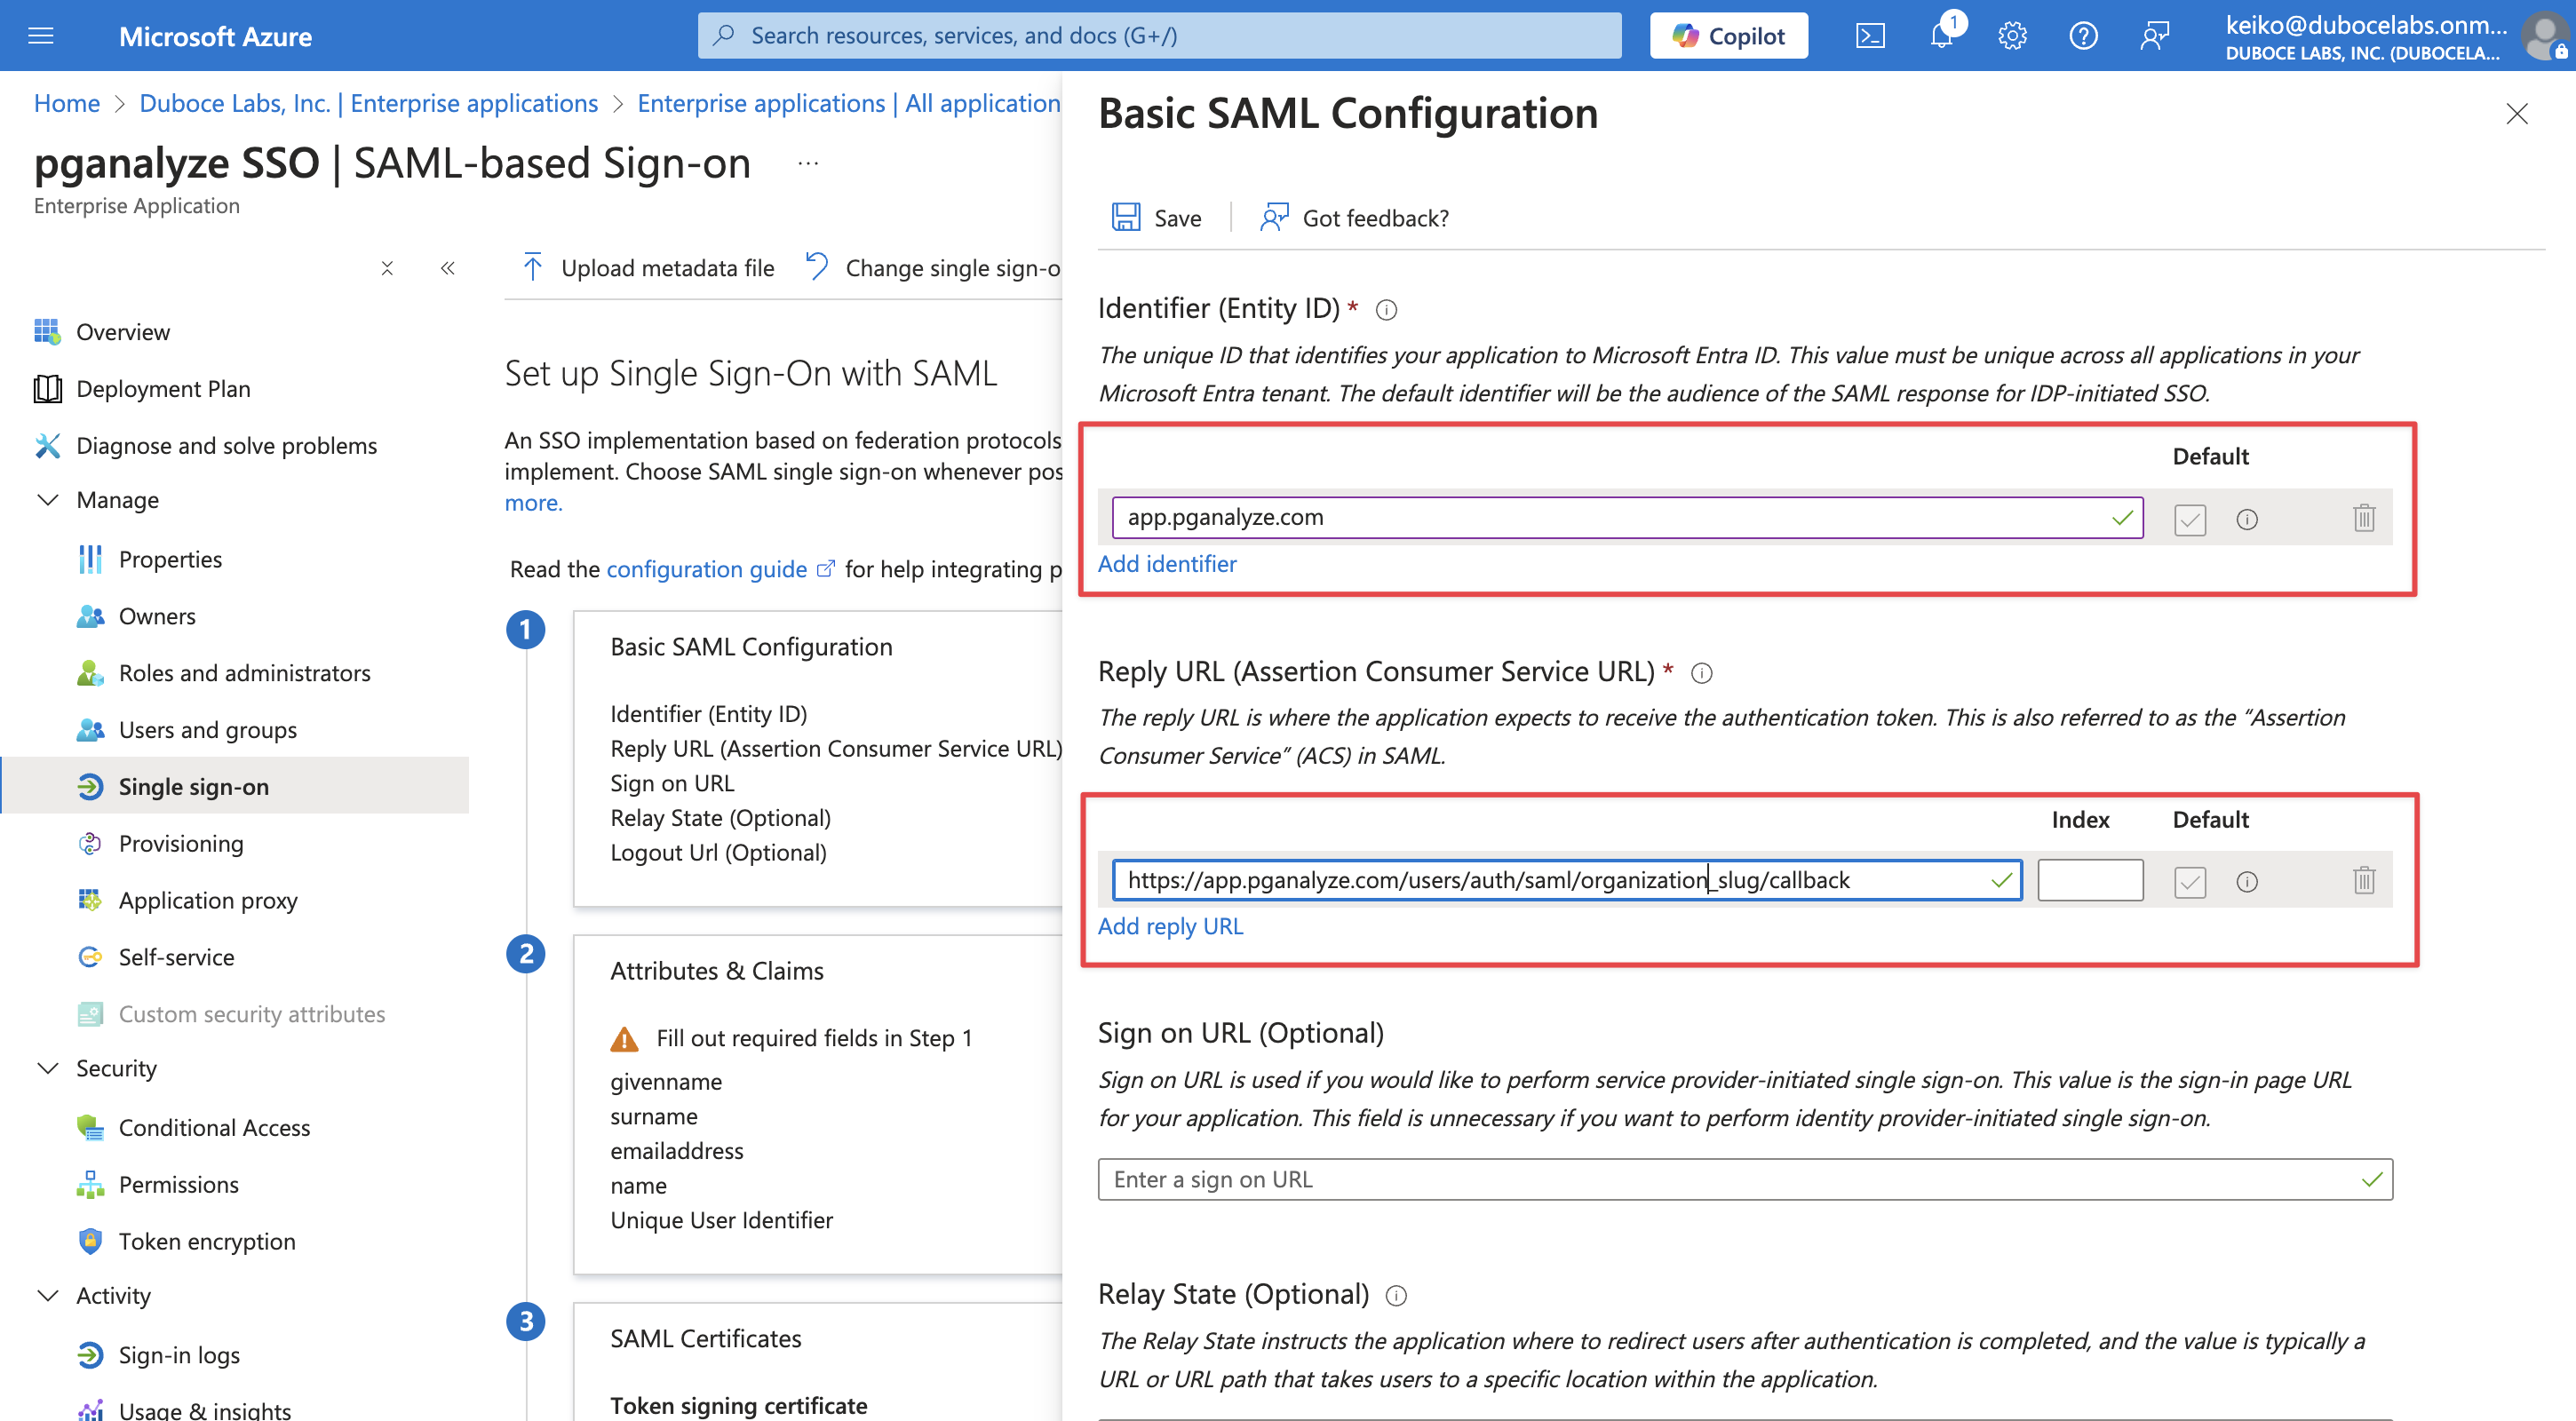 Microsoft Azure
Search resources, services, and docs (G+/)
Copilot
1
keiko@dubocelabs.onm...
DUBOCE LABS, INC. (DUBOCELA...
Home > Duboce Labs, Inc. | Enterprise applications > Enterprise applications | All application
pganalyze SSO | SAML-based Sign-on ...
Enterprise Application
Overview
Deployment Plan
Diagnose and solve problems
Manage
Properties
Owners
Roles and administrators
Users and groups
Single sign-on
Provisioning
Application proxy
Self-service
Custom security attributes
Security
Conditional Access
Permissions
Token encryption
Activity
Sign-in logs
Usage & insights
Upload metadata file
Change single sign-o
Set up Single Sign-On with SAML
An SSO implementation based on federation protocols
implement. Choose SAML single sign-on whenever pos
more.
Read the configuration guide for help integrating p
1
Basic SAML Configuration
Identifier (Entity ID)
Reply URL (Assertion Consumer Service URL)
Sign on URL
Relay State (Optional)
Logout Url (Optional)
2
Attributes & Claims
Fill out required fields in Step 1
givenname
surname
emailaddress
name
Unique User Identifier
3
SAML Certificates
Token signing certificate
Basic SAML Configuration
Save
Got feedback?
Identifier (Entity ID) *
The unique ID that identifies your application to Microsoft Entra ID. This value must be unique across all applications in your
Microsoft Entra tenant. The default identifier will be the audience of the SAML response for IDP-initiated SSO.
Default
app.pganalyze.com
Add identifier
Reply URL (Assertion Consumer Service URL) *
The reply URL is where the application expects to receive the authentication token. This is also referred to as the “Assertion
Consumer Service” (ACS) in SAML.
Index Default
https://app.pganalyze.com/users/auth/saml/organization_slug/callback
Add reply URL
Sign on URL (Optional)
Sign on URL is used if you would like to perform service provider-initiated single sign-on. This value is the sign-in page URL
for your application. This field is unnecessary if you want to perform identity provider-initiated single sign-on.
Enter a sign on URL
Relay State (Optional)
The Relay State instructs the application where to redirect users after authentication is completed, and the value is typically a
URL or URL path that takes users to a specific location within the application.